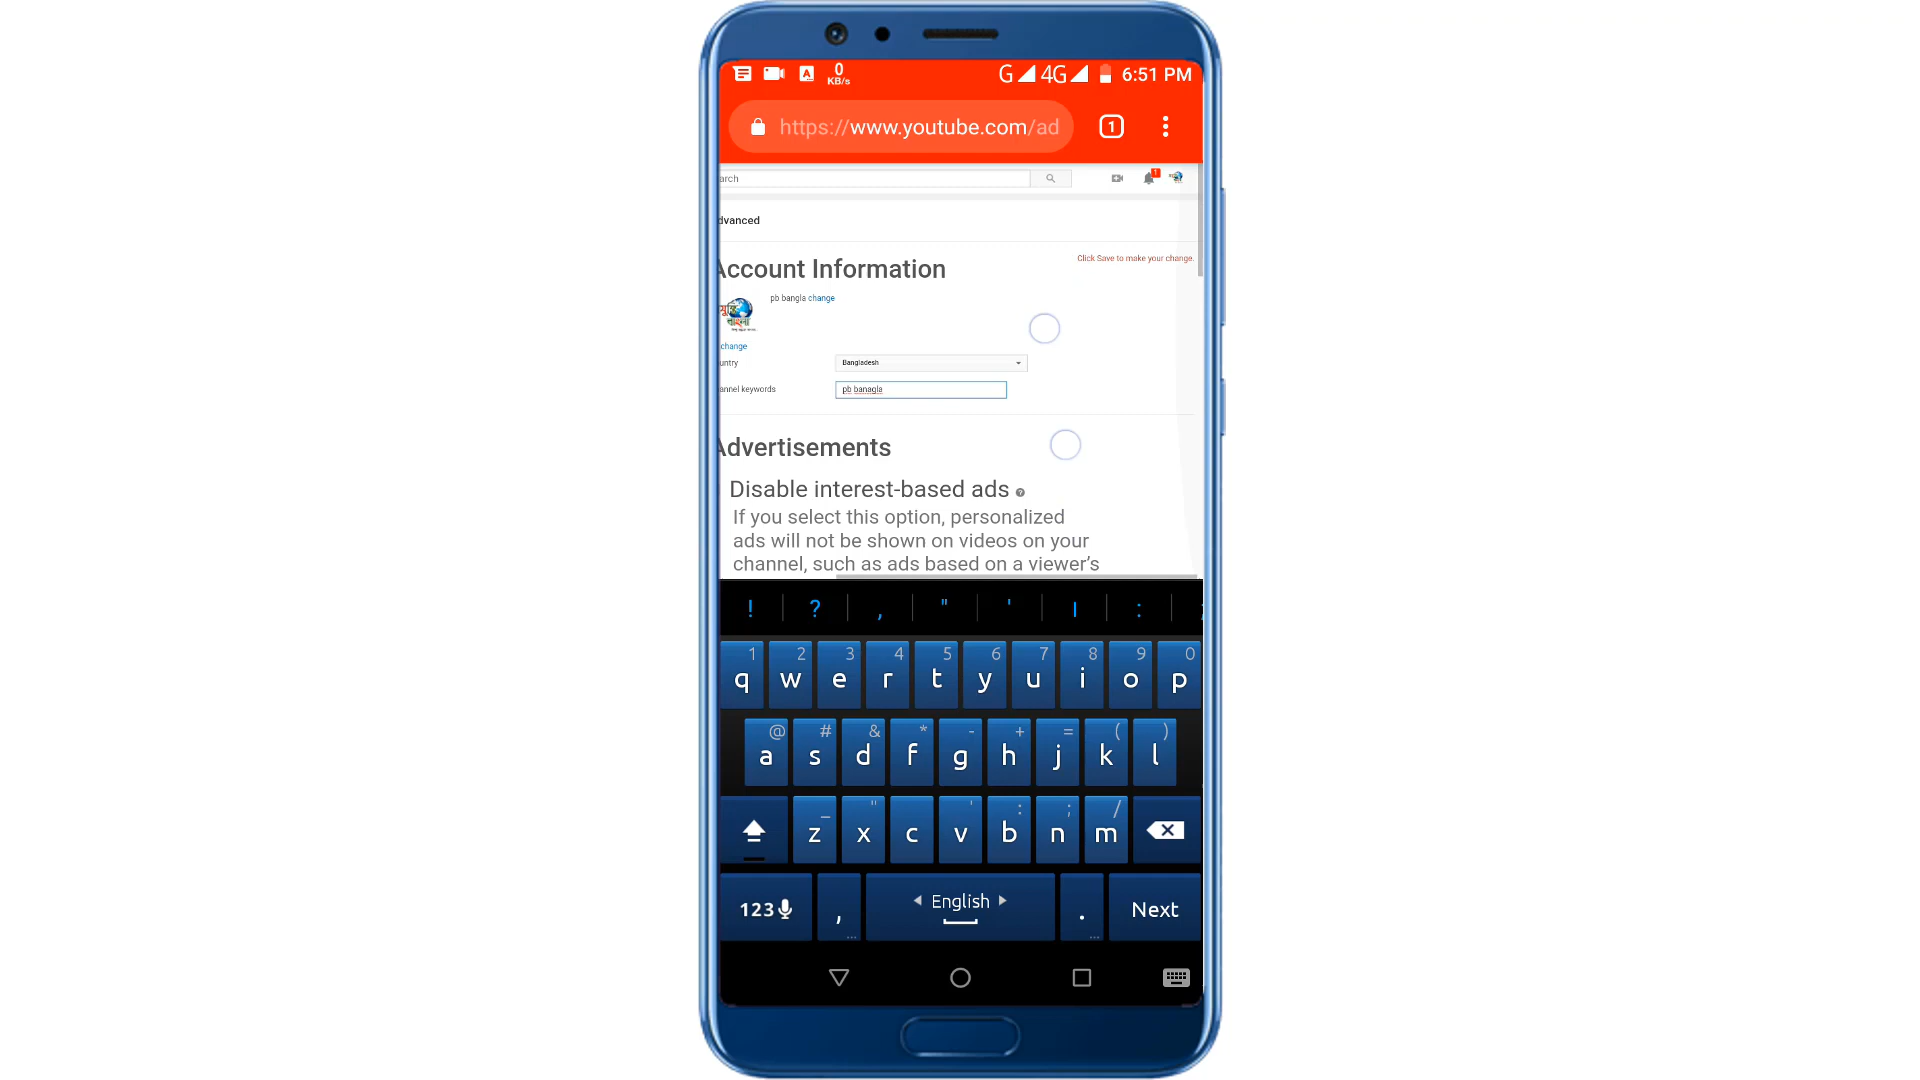 0
KB/s
G 4G 6:51 PM
https://www.youtube.com/ad
1
arch
1
dvanced
Account Information
Click Save to make your change.
pb bangla change
বাংলা
change
untry
Bangladesh
annel keywords
pb banagla
Advertisements
Disable interest-based ads ?
If you select this option, personalized
ads will not be shown on videos on your
channel, such as ads based on a viewer’s
! ? , " ' । : ;
1 2 3 4 5 6 7 8 9 0
q w e r t y u i o p
@ # & * - + = ( )
a s d f g h j k l
_ " ' : ; /
z x c v b n m
123 , English . Next